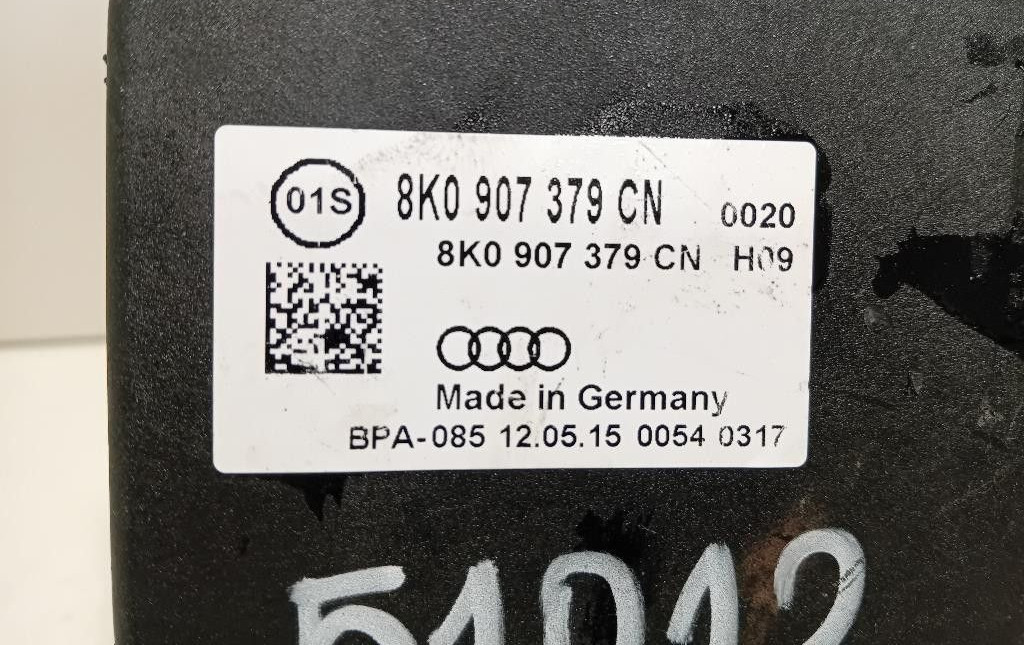 01S 8K0 907 379 CN 0020
8K0 907 379 CN H09
Made in Germany
BPA-085 12.05.15 0054 0317
51012